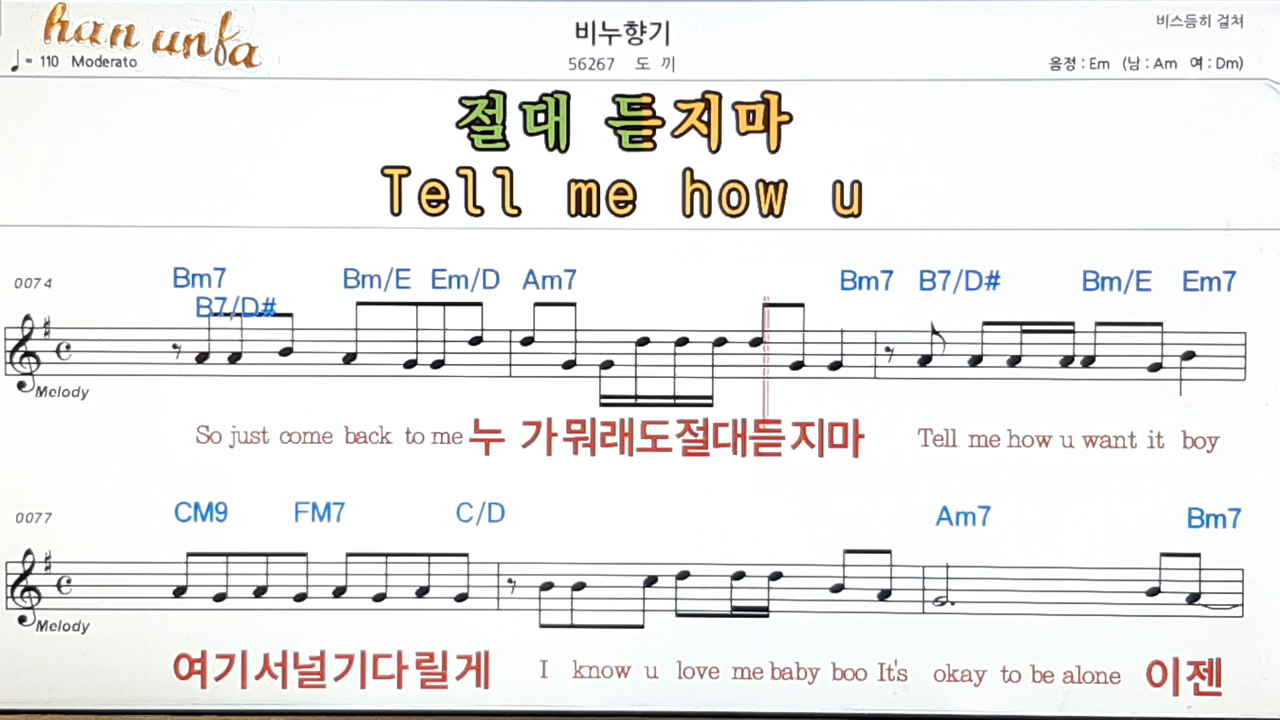 han unfa
♩= 110 Moderato
비누향기
56267 도 끼
비스듬히 걸쳐
음정 : Em (남 : Am 여 : Dm)
절대 듣지마
Tell me how u
0074 Bm7 B7/D# Bm/E Em/D Am7 Bm7 B7/D# Bm/E Em7
Melody
So just come back to me 누 가 뭐래도절대듣지마 Tell me how u want it boy
0077 CM9 FM7 C/D Am7 Bm7
Melody
여기서널기다릴게 I know u love me baby boo It's okay to be alone 이젠